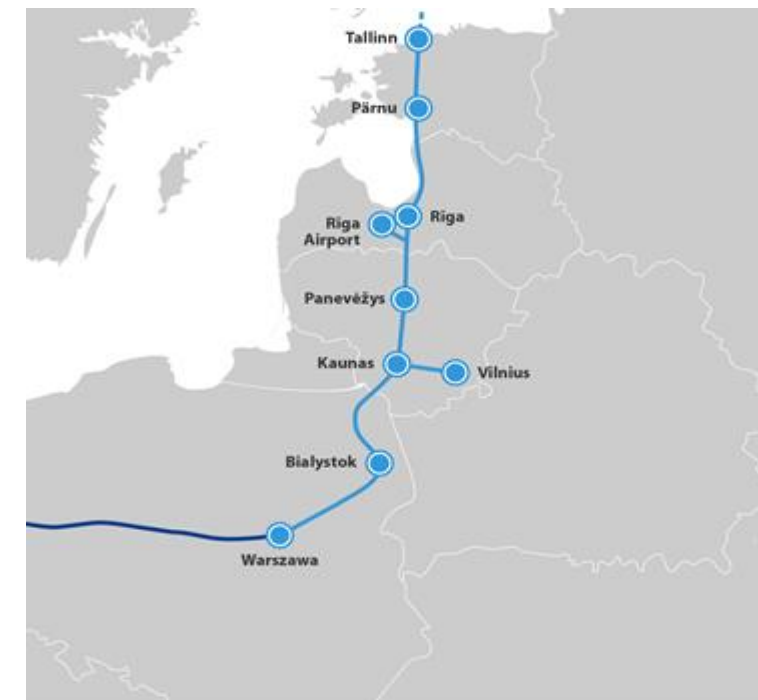 Tallinn
Pärnu
Riga
Riga
Airport
Panevėžys
Kaunas
Vilnius
Bialystok
Warszawa